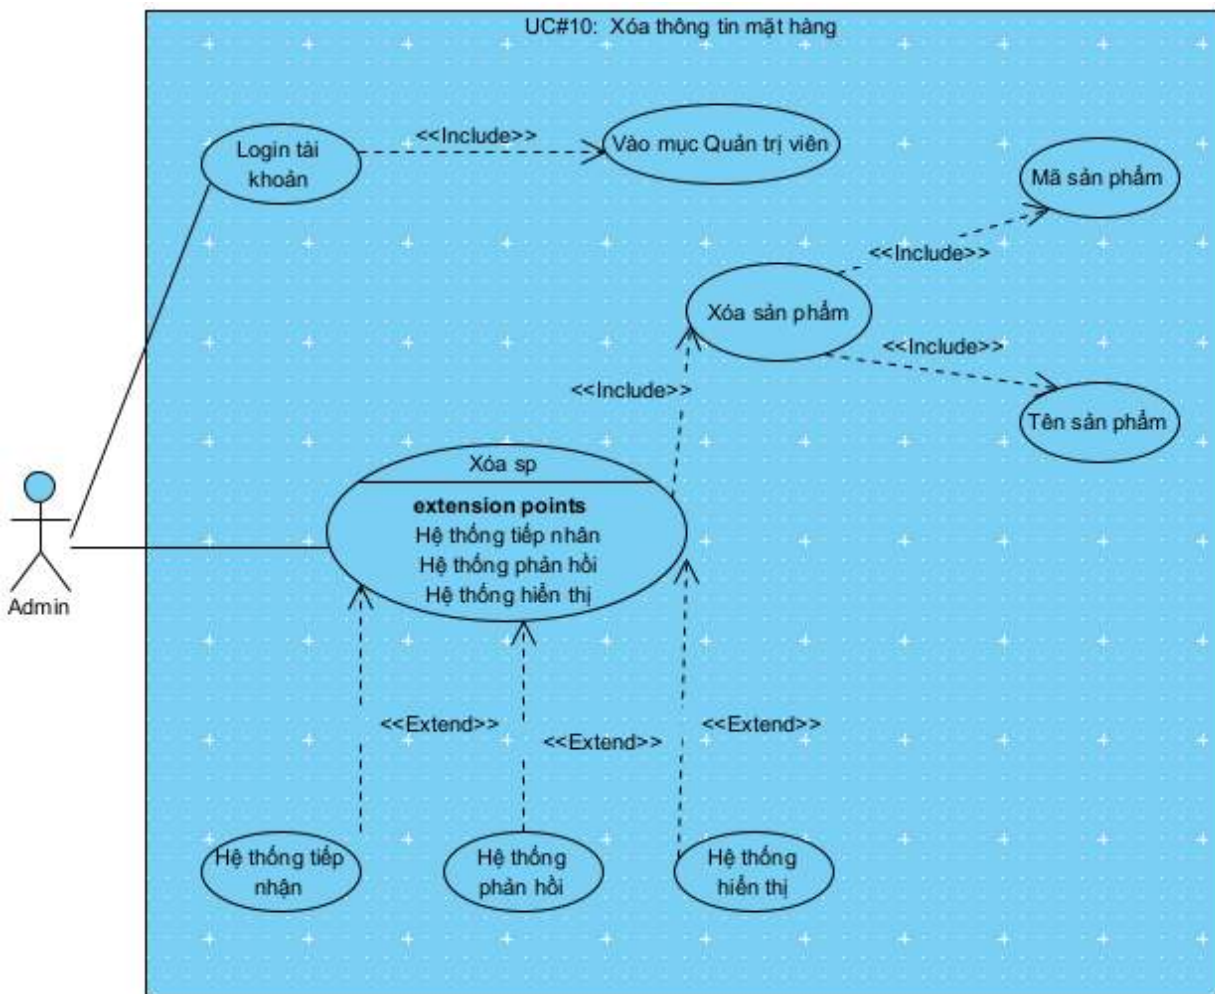 UC#10: Xóa thông tin mặt hàng
Login tài
khoản
<<Include>>
Vào mục Quản trị viên
Mã sản phẩm
<<Include>>
Xóa sản phẩm
<<Include>>
<<Include>>
Tên sản phẩm
Xóa sp
extension points
Hệ thống tiếp nhân
Hệ thống phản hồi
Hệ thống hiển thị
Admin
<<Extend>>
<<Extend>>
<<Extend>>
Hệ thống tiếp
nhận
Hệ thống
phản hồi
Hệ thống
hiển thị